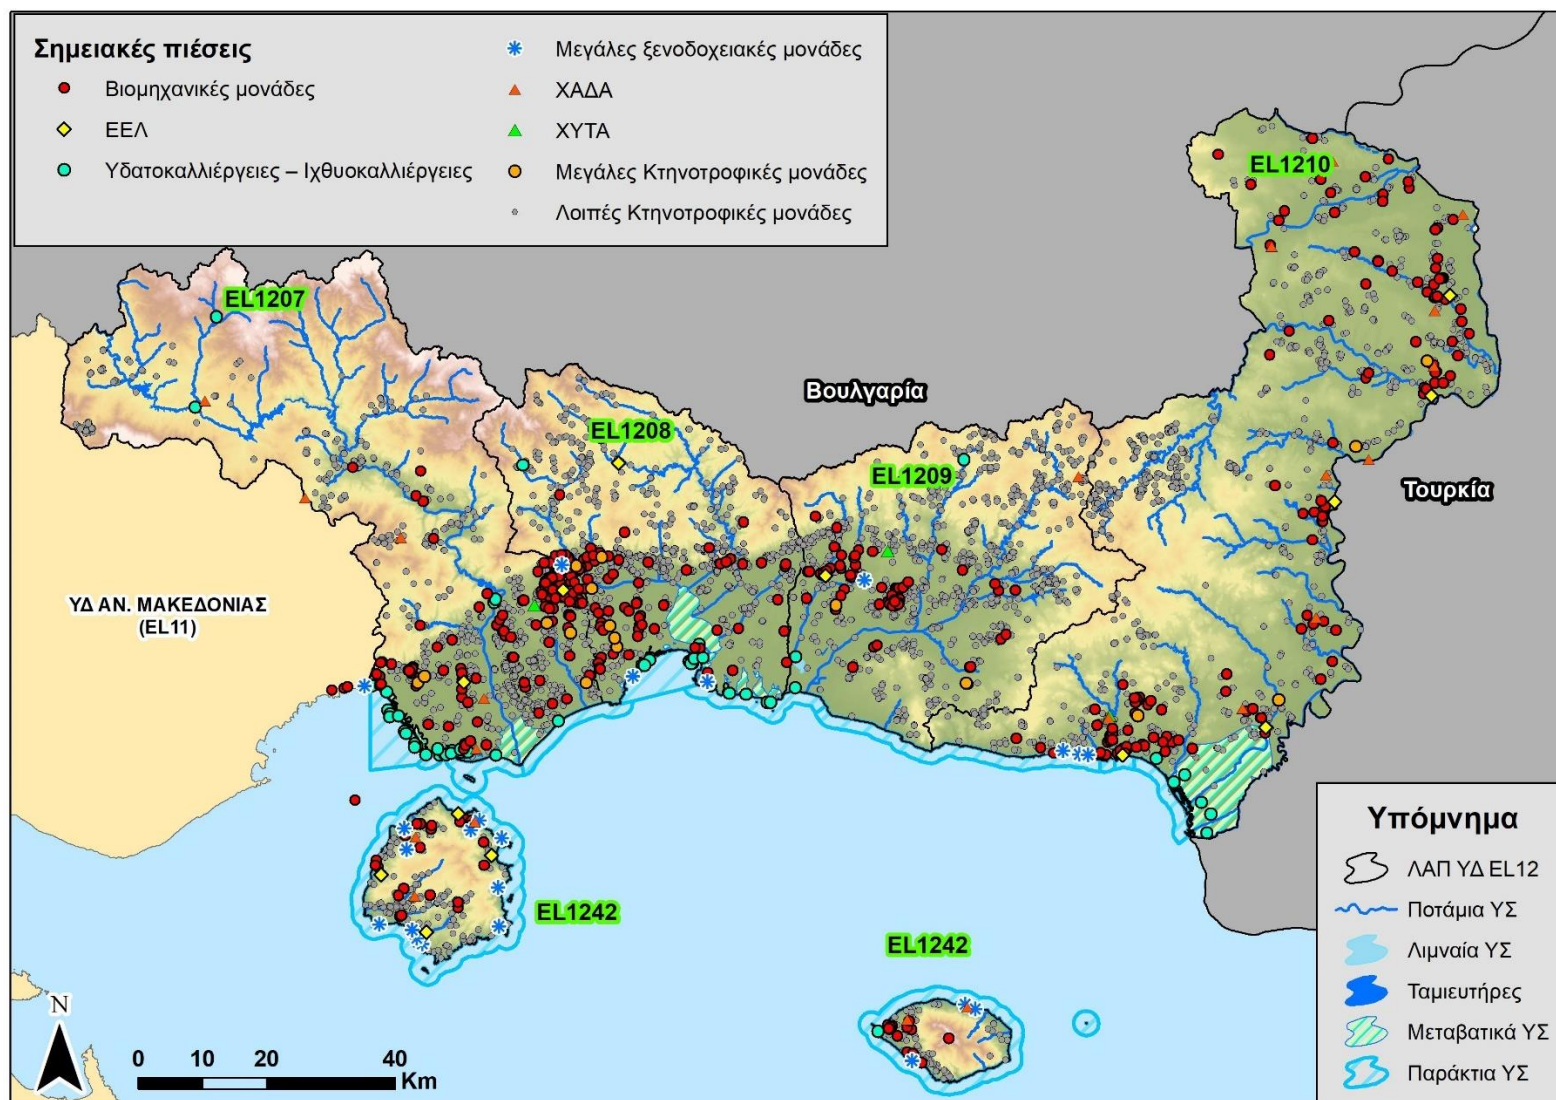 Σημειακές πιέσεις
Βιομηχανικές μονάδες
ΕΕΛ
Υδατοκαλλιέργειες – Ιχθυοκαλλιέργειες
Μεγάλες ξενοδοχειακές μονάδες
ΧΑΔΑ
ΧΥΤΑ
Μεγάλες Κτηνοτροφικές μονάδες
Λοιπές Κτηνοτροφικές μονάδες
EL1210
EL1207
Βουλγαρία
EL1208
EL1209
Τουρκία
ΥΔ ΑΝ. ΜΑΚΕΔΟΝΙΑΣ
(EL11)
EL1242
EL1242
Υπόμνημα
ΛΑΠ ΥΔ EL12
Ποτάμια ΥΣ
Λιμναία ΥΣ
Ταμιευτήρες
Μεταβατικά ΥΣ
Παράκτια ΥΣ
N
0 10 20 40
Km